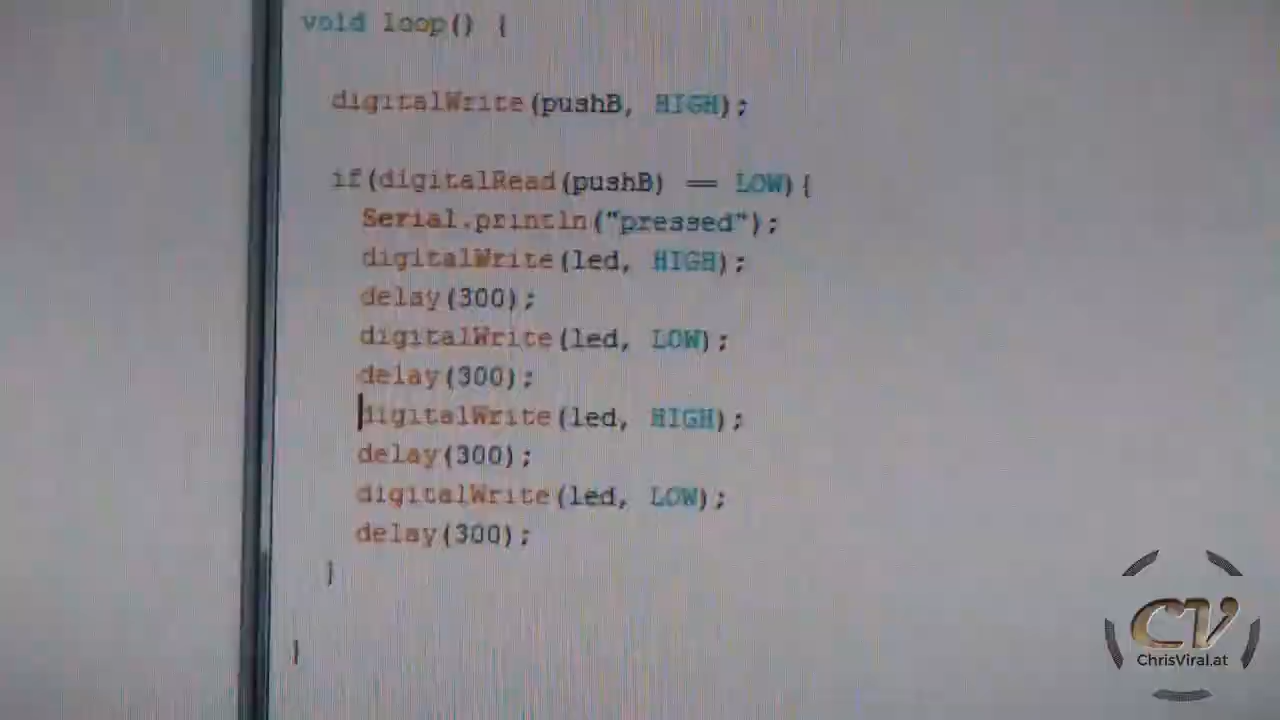 void loop() {
digitalWrite(pushB, HIGH);
if(digitalRead(pushB) == LOW){
Serial.println("pressed");
digitalWrite(led, HIGH);
delay(300);
digitalWrite(led, LOW);
delay(300);
digitalWrite(led, HIGH);
delay(300);
digitalWrite(led, LOW);
delay(300);
}
}
CV
ChrisViral.at